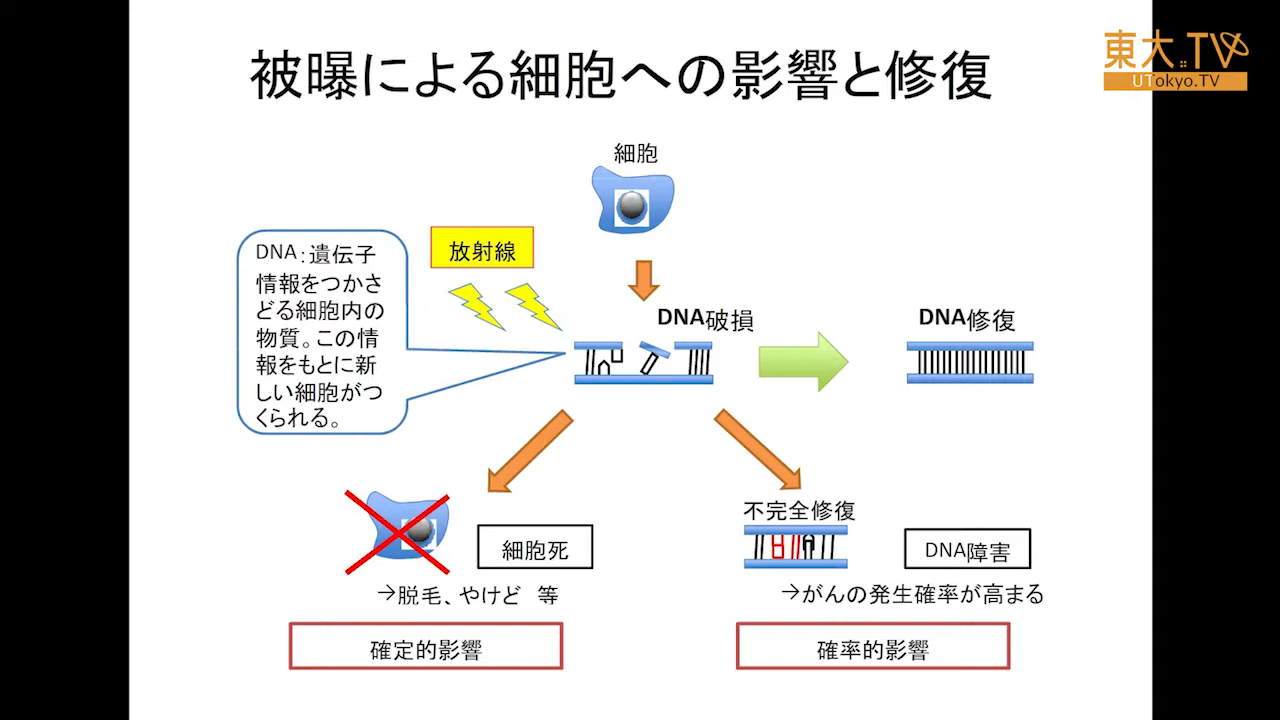 被曝による細胞への影響と修復
東大.TV
UTokyo.TV
細胞
放射線
DNA:遺伝子
情報をつかさ
どる細胞内の
物質。この情
報をもとに新
しい細胞がつ
くられる。
DNA破損
DNA修復
細胞死
→脱毛、やけど 等
確定的影響
不完全修復
DNA障害
→がんの発生確率が高まる
確率的影響